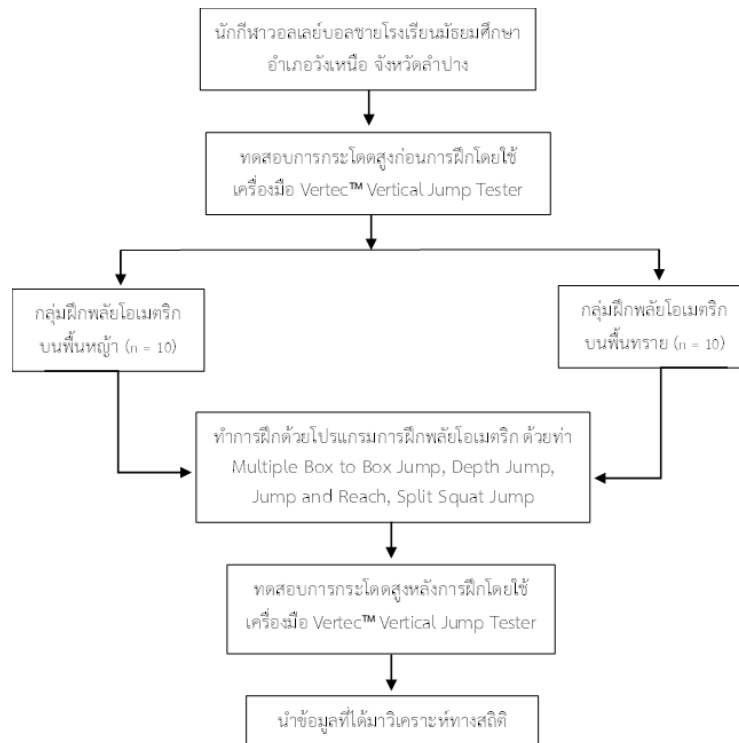 นักกีฬาวอลเลย์บอลชายโรงเรียนมัธยมศึกษา
อำเภอวังเหนือ จังหวัดลำปาง
ทดสอบการกระโดดสูงก่อนการฝึกโดยใช้
เครื่องมือ Vertec™ Vertical Jump Tester
กลุ่มฝึกพลัยโอเมตริก
บนพื้นหญ้า (n = 10)
กลุ่มฝึกพลัยโอเมตริก
บนพื้นทราย (n = 10)
ทำการฝึกด้วยโปรแกรมการฝึกพลัยโอเมตริก ด้วยท่า
Multiple Box to Box Jump, Depth Jump,
Jump and Reach, Split Squat Jump
ทดสอบการกระโดดสูงหลังการฝึกโดยใช้
เครื่องมือ Vertec™ Vertical Jump Tester
นำข้อมูลที่ได้มาวิเคราะห์ทางสถิติ